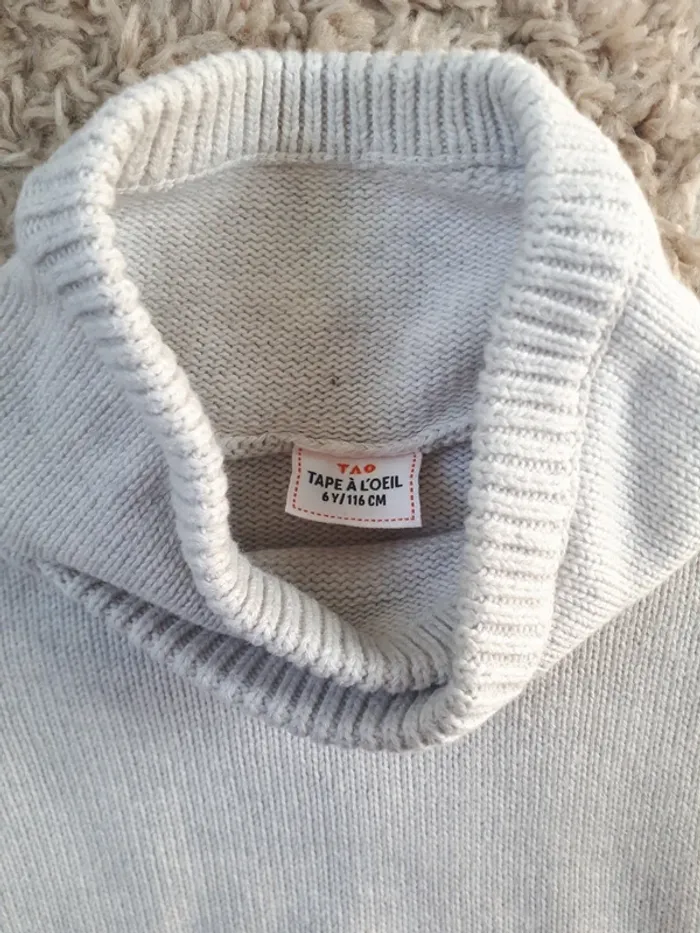 TAO
TAPE À L'OEIL
6 Y / 116 CM